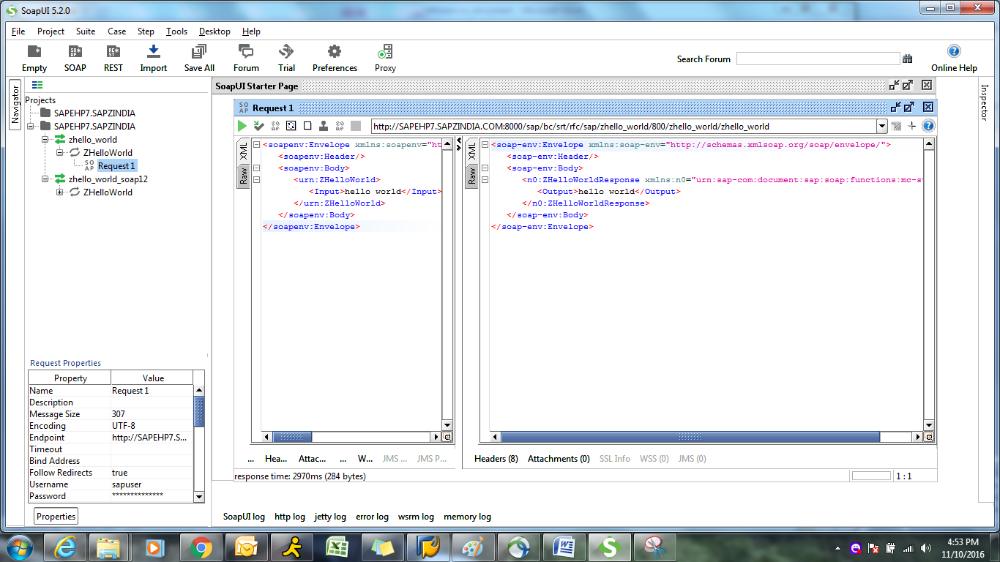 SoapUI 5.2.0
File Project Suite Case Step Tools Desktop Help
Empty SOAP REST Import Save All Forum Trial Preferences Proxy Search Forum Online Help
Navigator
Projects
SAPEHP7.SAPZINDIA
SAPEHP7.SAPZINDIA
zhello_world
ZHelloWorld
Request 1
zhello_world_soap12
ZHelloWorld
Request Properties
Property Value
Name Request 1
Description
Message Size 307
Encoding UTF-8
Endpoint http://SAPEHP7.S...
Timeout
Bind Address
Follow Redirects true
Username sapuser
Password **************
Properties
SoapUI Starter Page
Request 1
http://SAPEHP7.SAPZINDIA.COM:8000/sap/bc/srt/rfc/sap/zhello_world/800/zhello_world/zhello_world
XML
Raw
<soapenv:Envelope xmlns:soapenv="ht
<soapenv:Header/>
<soapenv:Body>
<urn:ZHelloWorld>
<Input>hello world</Input>
</urn:ZHelloWorld>
</soapenv:Body>
</soapenv:Envelope>
... Hea... Attac... ... W... JMS ... JMS P...
XML
Raw
<soap-env:Envelope xmlns:soap-env="http://schemas.xmlsoap.org/soap/envelope/">
<soap-env:Header/>
<soap-env:Body>
<n0:ZHelloWorldResponse xmlns:n0="urn:sap-com:document:sap:soap:functions:mc-st
<Output>hello world</Output>
</n0:ZHelloWorldResponse>
</soap-env:Body>
</soap-env:Envelope>
Headers (8) Attachments (0) SSL Info WSS (0) JMS (0)
response time: 2970ms (284 bytes)
1 : 1
Inspector
SoapUI log http log jetty log error log wsrm log memory log
4:53 PM
11/10/2016